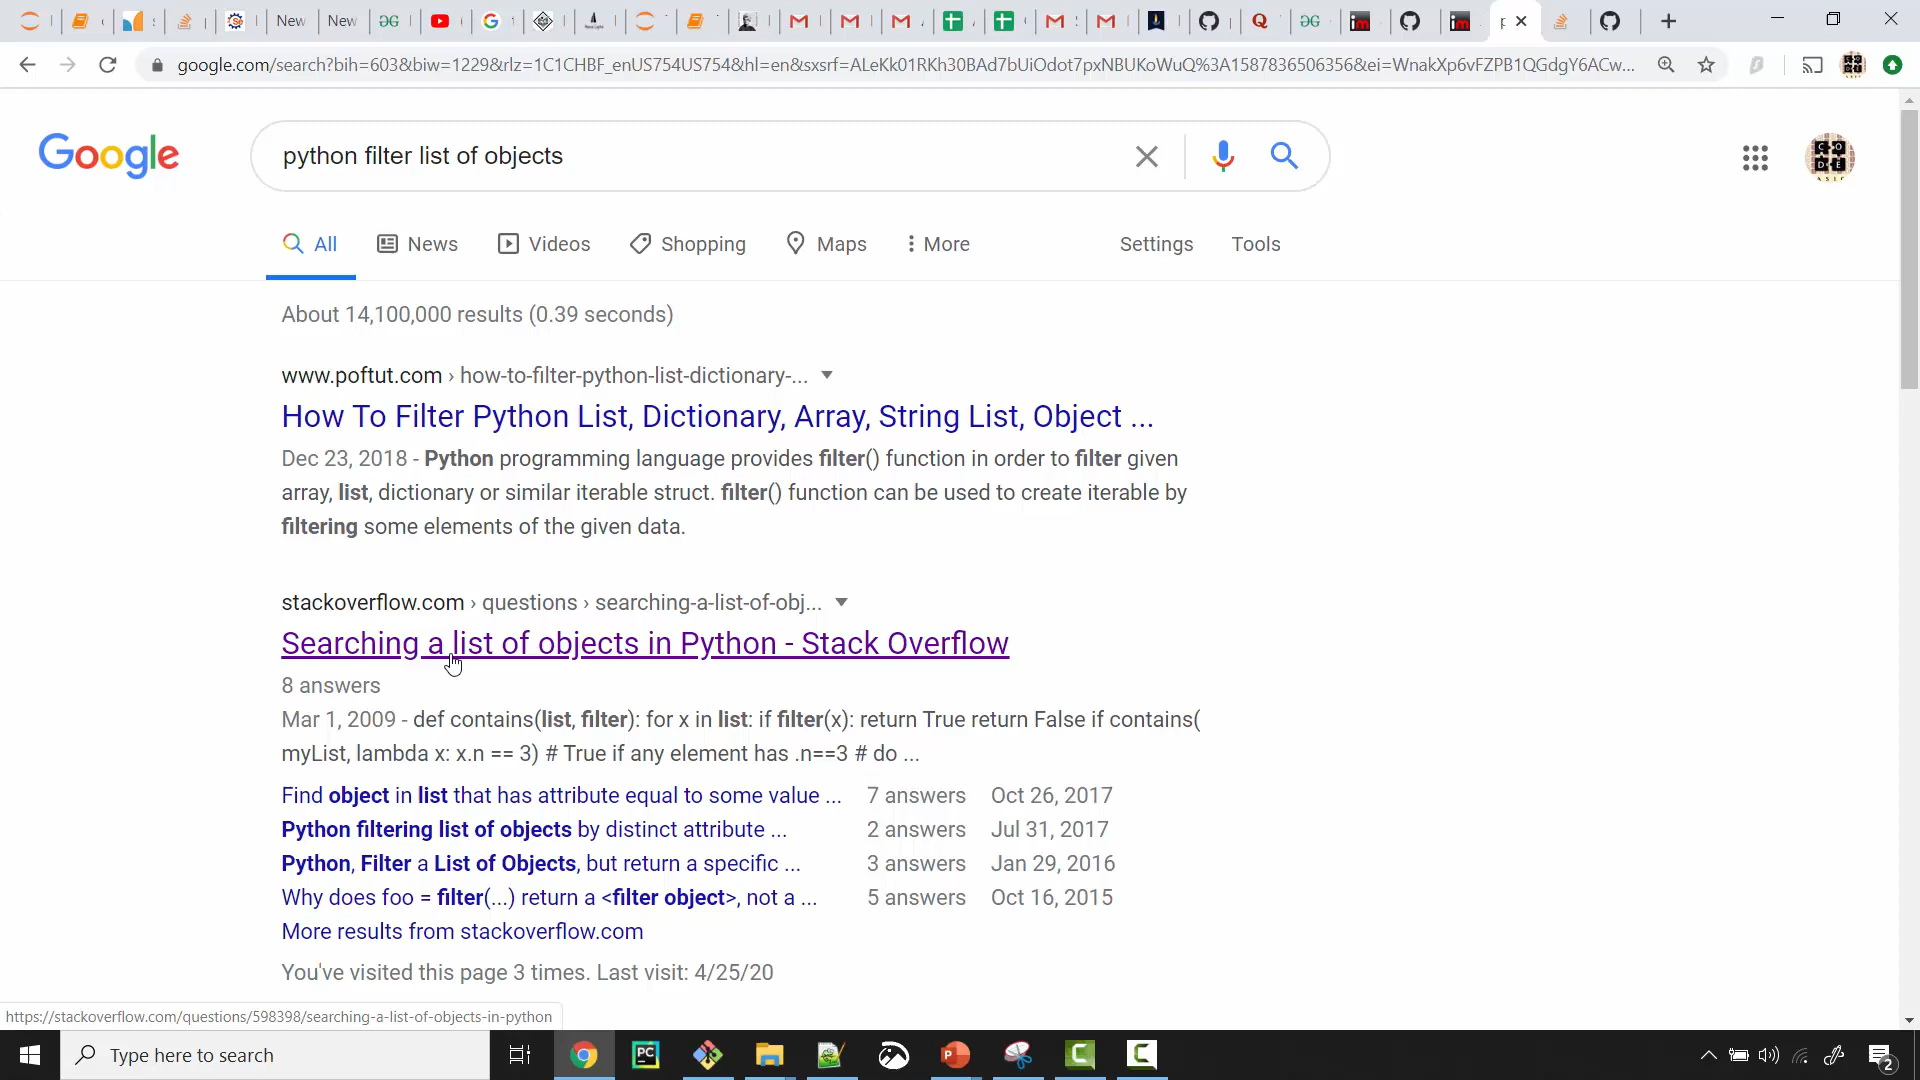 New
New
google.com/search?bih=603&biw=1229&rlz=1C1CHBF_enUS754US754&hl=en&sxsrf=ALeKk01RKh30BAd7bUiOdot7pxNBUKoWuQ%3A1587836506356&ei=WnakXp6vFZPB1QGdgY6ACw...
Google
python filter list of objects
CODE
BASIC
All
News
Videos
Shopping
Maps
More
Settings
Tools
About 14,100,000 results (0.39 seconds)
www.poftut.com › how-to-filter-python-list-dictionary-...
How To Filter Python List, Dictionary, Array, String List, Object ...
Dec 23, 2018 - Python programming language provides filter() function in order to filter given
array, list, dictionary or similar iterable struct. filter() function can be used to create iterable by
filtering some elements of the given data.
stackoverflow.com › questions › searching-a-list-of-obj...
Searching a list of objects in Python - Stack Overflow
8 answers
Mar 1, 2009 - def contains(list, filter): for x in list: if filter(x): return True return False if contains(
myList, lambda x: x.n == 3) # True if any element has .n==3 # do ...
Find object in list that has attribute equal to some value ... 7 answers Oct 26, 2017
Python filtering list of objects by distinct attribute ... 2 answers Jul 31, 2017
Python, Filter a List of Objects, but return a specific ... 3 answers Jan 29, 2016
Why does foo = filter(...) return a <filter object>, not a ... 5 answers Oct 16, 2015
More results from stackoverflow.com
You've visited this page 3 times. Last visit: 4/25/20
https://stackoverflow.com/questions/598398/searching-a-list-of-objects-in-python
Type here to search
PC
2